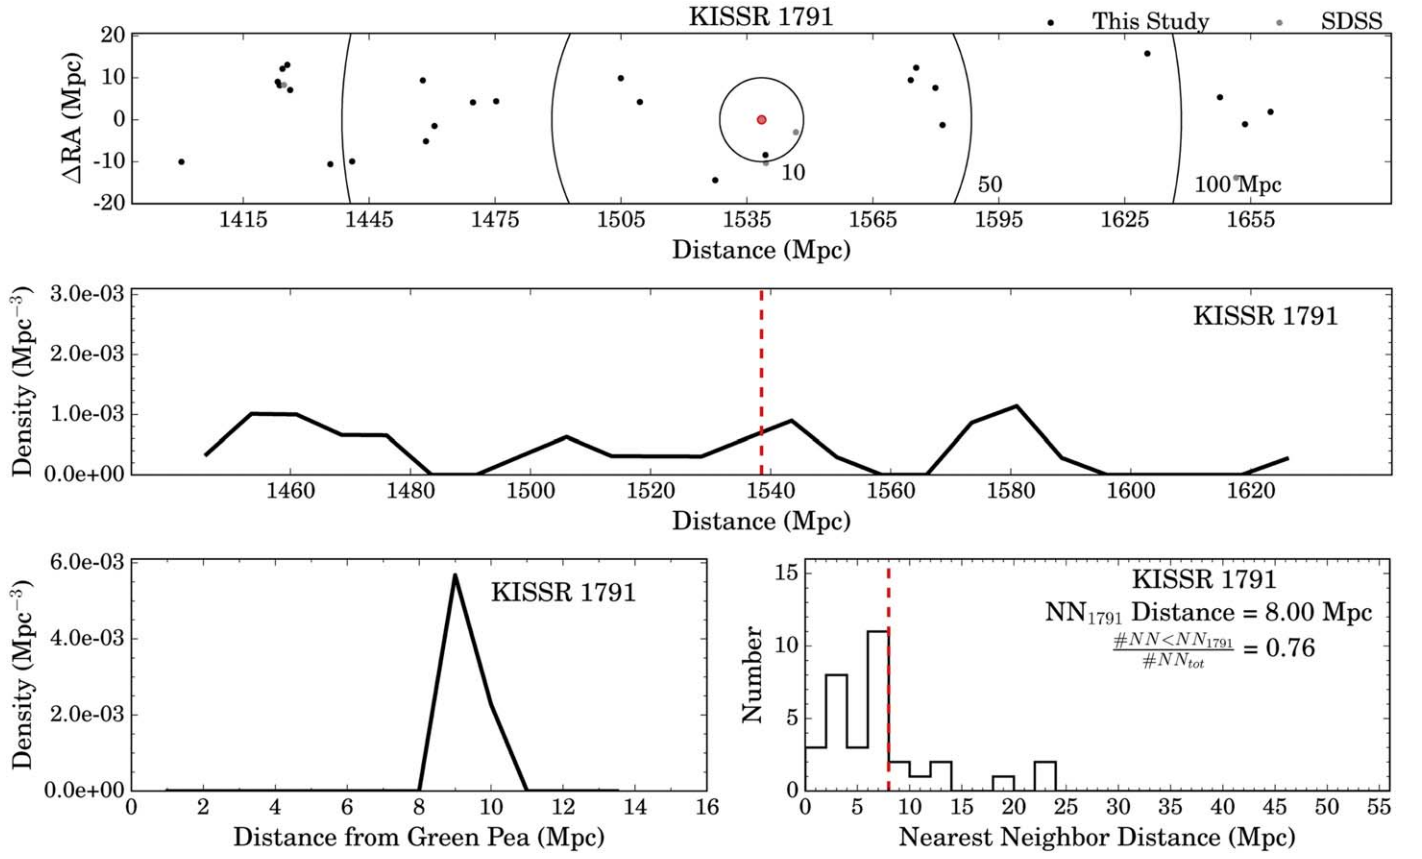 KISSR 1791
This Study
SDSS
20
10
0
-10
-20
ΔRA (Mpc)
10
50
100 Mpc
1415 1445 1475 1505 1535 1565 1595 1625 1655
Distance (Mpc)
3.0e-03
2.0e-03
1.0e-03
0.0e+00
Density (Mpc⁻³)
KISSR 1791
1460 1480 1500 1520 1540 1560 1580 1600 1620
Distance (Mpc)
6.0e-03
4.0e-03
2.0e-03
0.0e+00
Density (Mpc⁻³)
KISSR 1791
0 2 4 6 8 10 12 14 16
Distance from Green Pea (Mpc)
15
10
5
0
Number
KISSR 1791
NN₁₇₉₁ Distance = 8.00 Mpc
#NN<NN₁₇₉₁ / #NNₜₒₜ = 0.76
0 5 10 15 20 25 30 35 40 45 50 55
Nearest Neighbor Distance (Mpc)